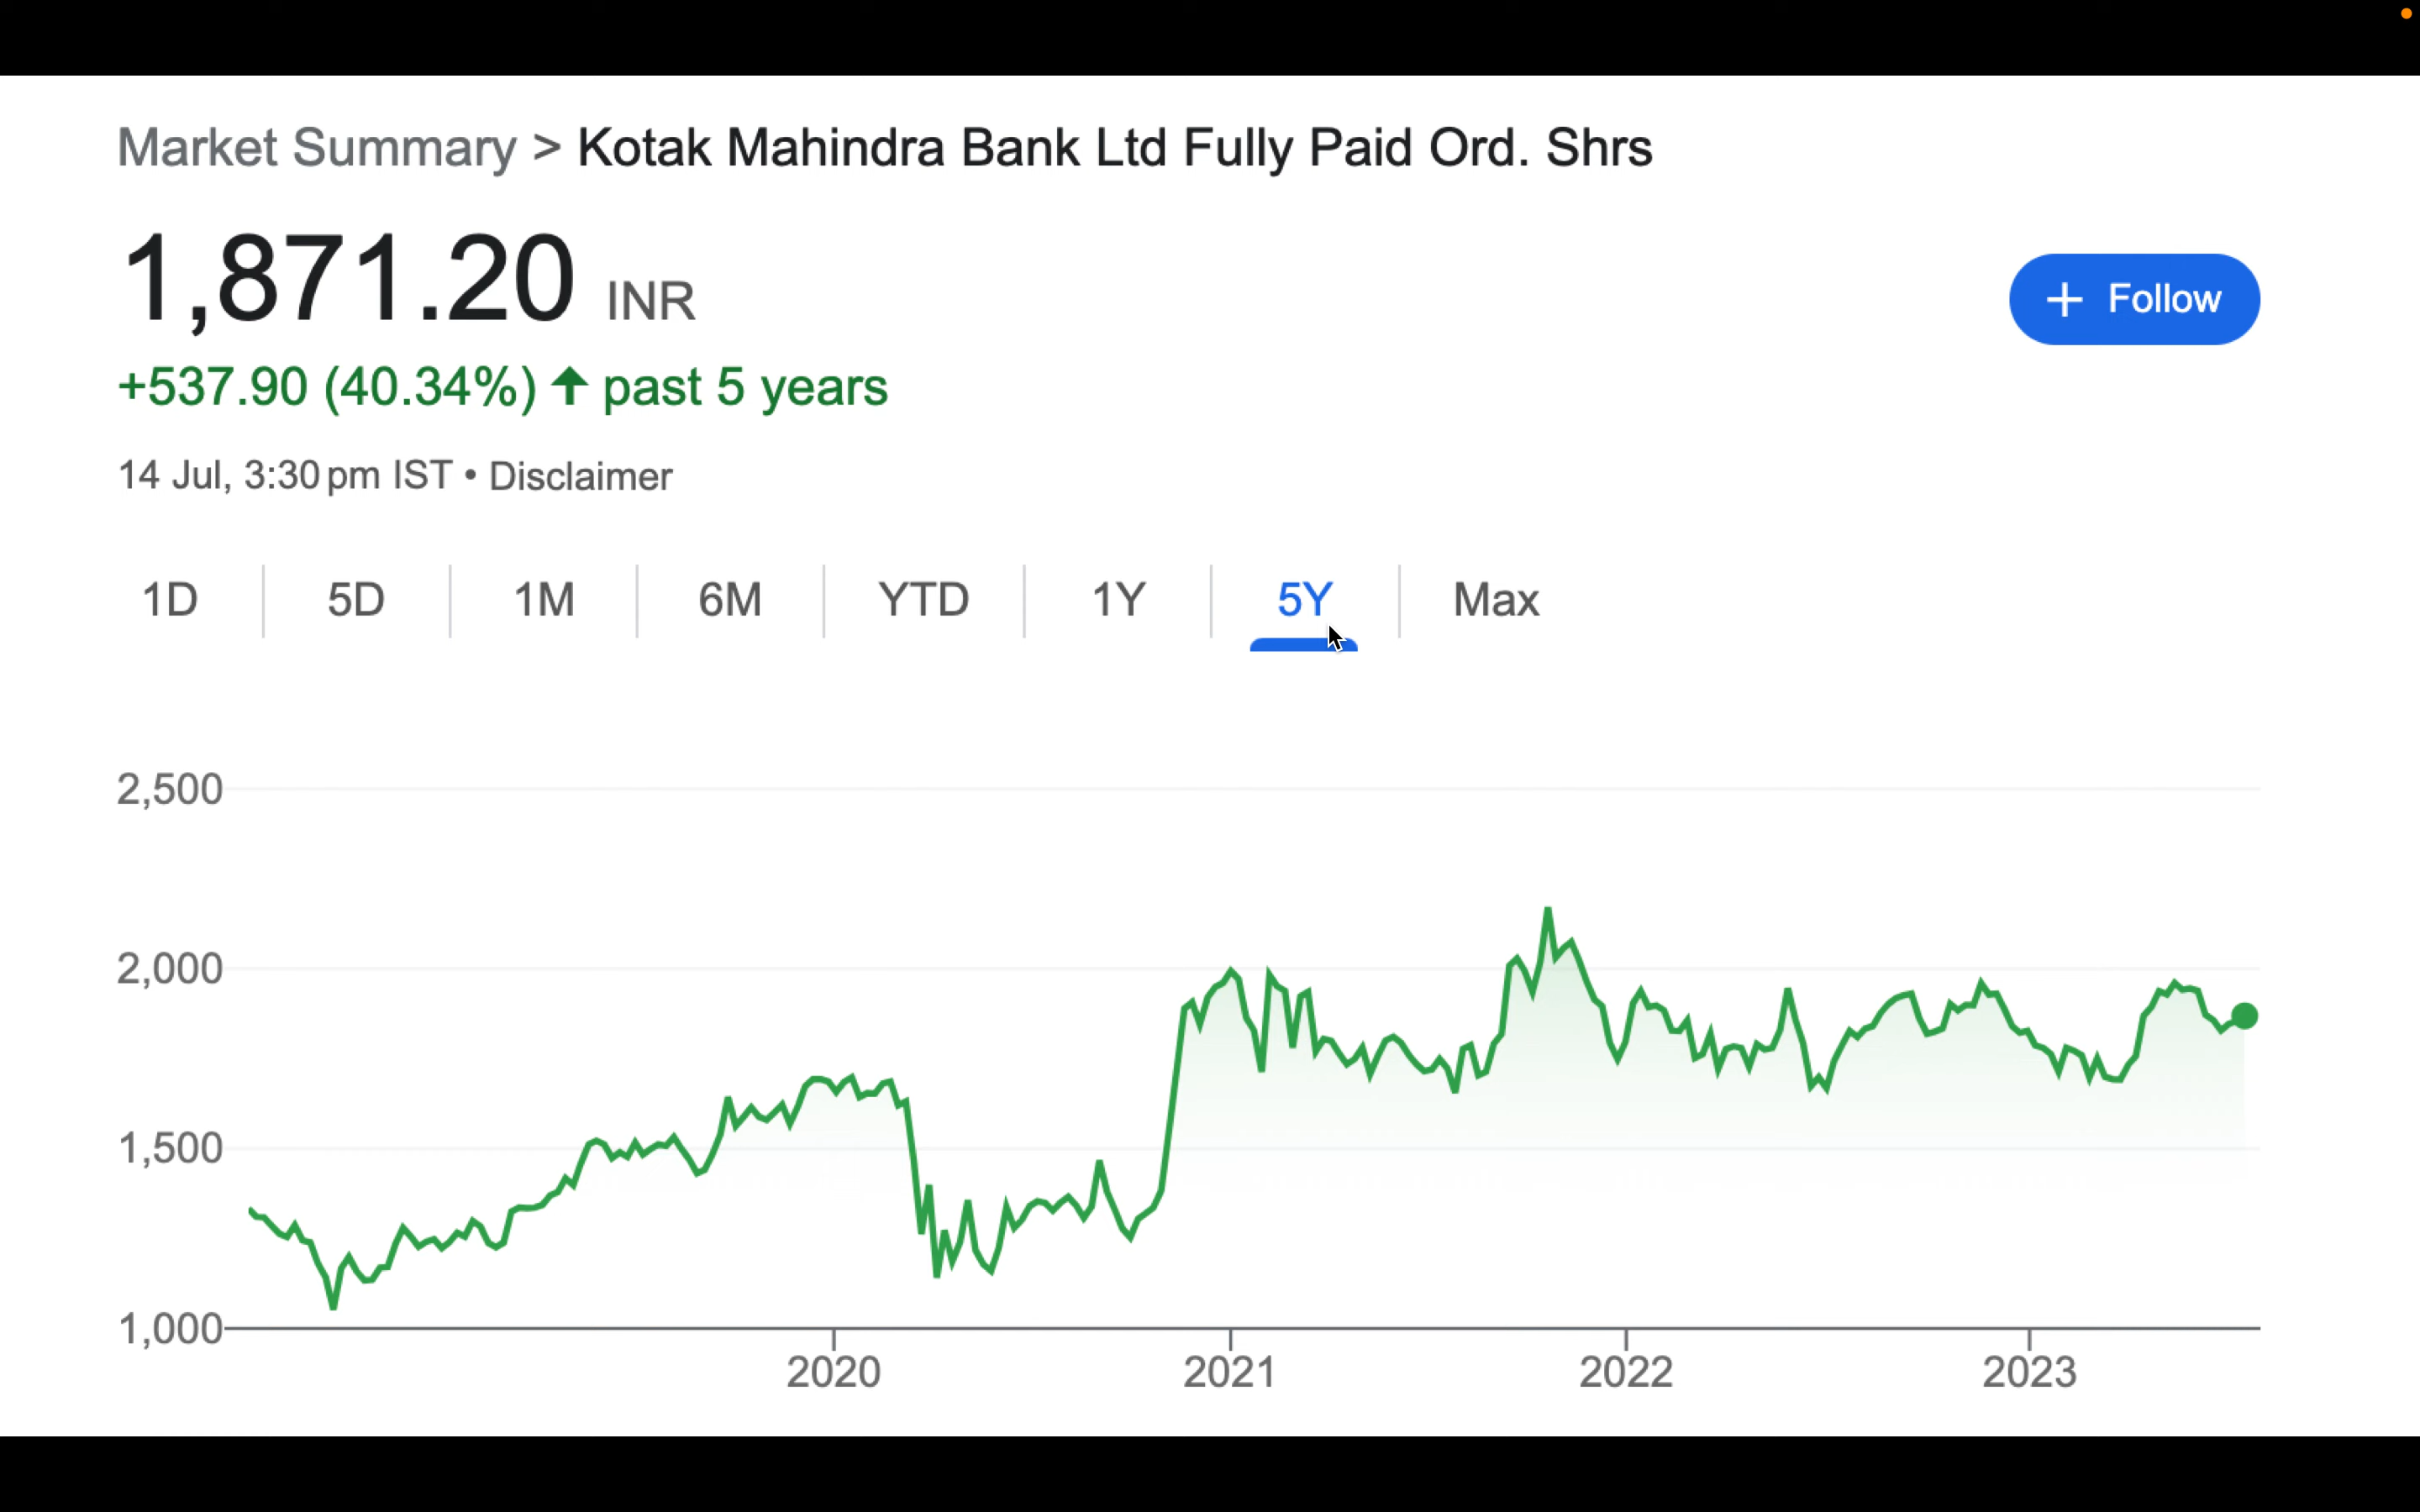 Market Summary > Kotak Mahindra Bank Ltd Fully Paid Ord. Shrs
1,871.20 INR
+ Follow
+537.90 (40.34%) ↑ past 5 years
14 Jul, 3:30 pm IST • Disclaimer
1D 5D 1M 6M YTD 1Y 5Y Max
2,500
2,000
1,500
1,000
2020 2021 2022 2023